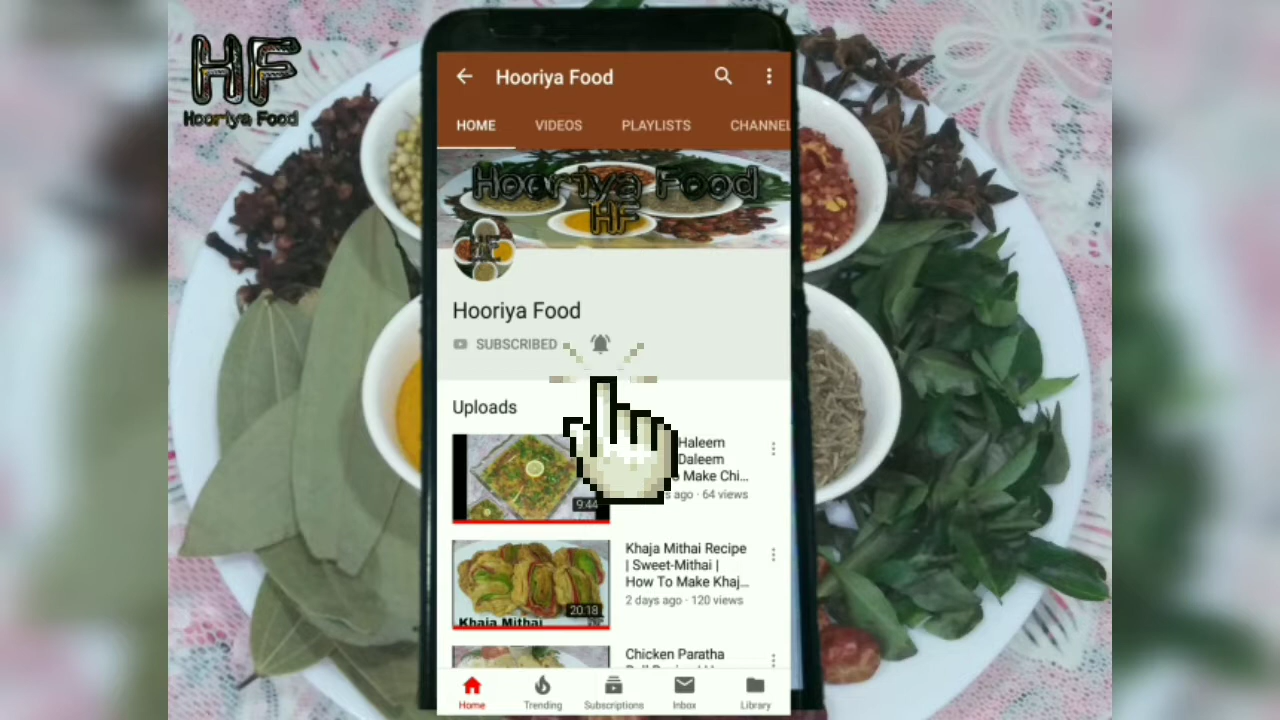 HF
Hooriya Food
Hooriya Food
HOME VIDEOS PLAYLISTS CHANNEL
Hooriya Food
HF
HF
Hooriya Food
SUBSCRIBED
Uploads
Haleem
Daleem
Make Chi...
ago · 64 views
9:44
Khaja Mithai Recipe
| Sweet-Mithai |
How To Make Khaj...
2 days ago · 120 views
20:18
Khaja Mithai
Chicken Paratha
Home Trending Subscriptions Inbox Library